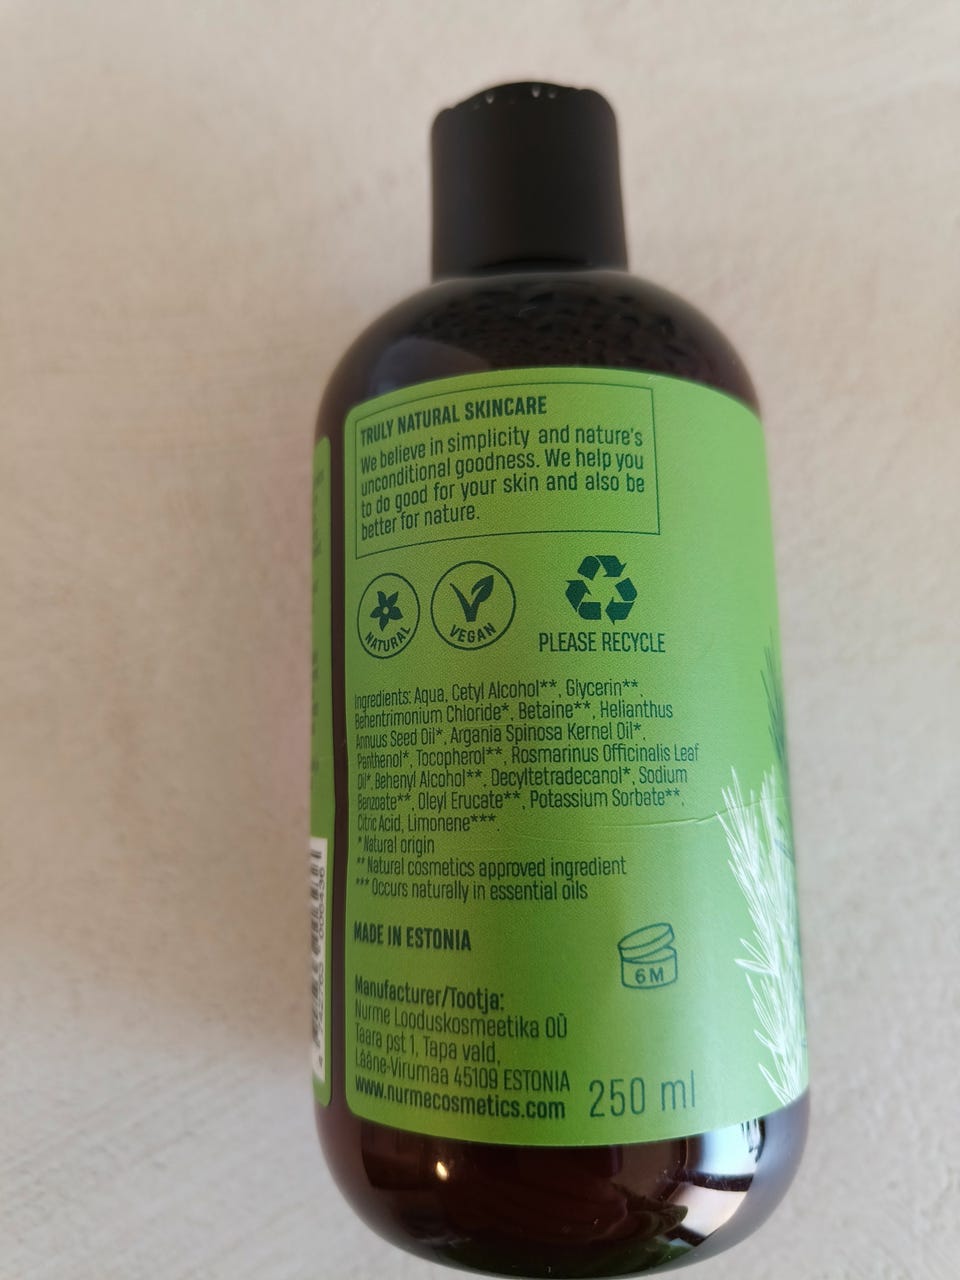 TRULY NATURAL SKINCARE
We believe in simplicity and nature's
unconditional goodness. We help you
to do good for your skin and also be
better for nature.
NATURAL
VEGAN
PLEASE RECYCLE
Ingredients: Aqua, Cetyl Alcohol**, Glycerin**,
Behentrimonium Chloride*, Betaine**, Helianthus
Annuus Seed Oil*, Argania Spinosa Kernel Oil*,
Panthenol*, Tocopherol**, Rosmarinus Officinalis Leaf
Oil*, Behenyl Alcohol**, Decyltetradecanol*, Sodium
Benzoate**, Oleyl Erucate**, Potassium Sorbate**,
Citric Acid, Limonene***.
* Natural origin
** Natural cosmetics approved ingredient
*** Occurs naturally in essential oils
MADE IN ESTONIA
6M
Manufacturer/Tootja:
Nurme Looduskosmeetika OÜ
Taara pst 1, Tapa vald,
Lääne-Virumaa 45109 ESTONIA
www.nurmecosmetics.com
250 ml